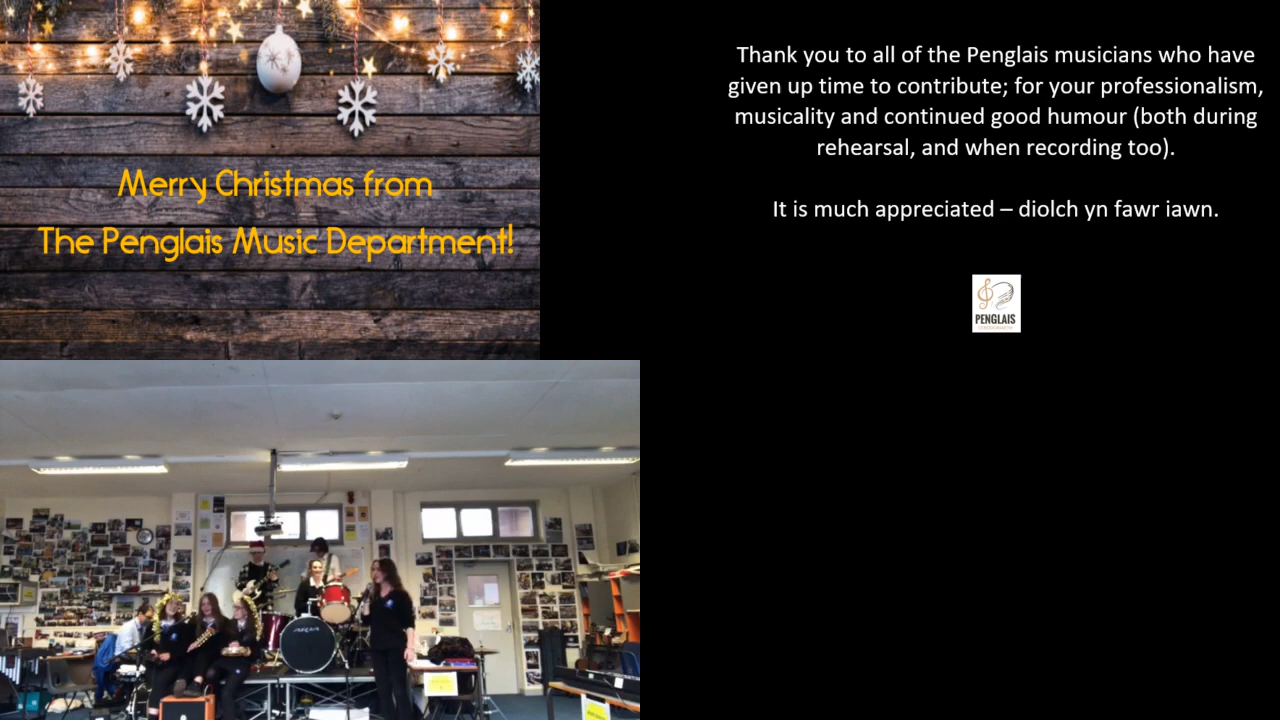 Merry Christmas from
The Penglais Music Department!
Thank you to all of the Penglais musicians who have
given up time to contribute; for your professionalism,
musicality and continued good humour (both during
rehearsal, and when recording too).
It is much appreciated – diolch yn fawr iawn.
PENGLAIS